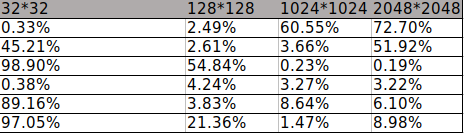 32*32 128*128 1024*1024 2048*2048
0.33% 2.49% 60.55% 72.70%
45.21% 2.61% 3.66% 51.92%
98.90% 54.84% 0.23% 0.19%
0.38% 4.24% 3.27% 3.22%
89.16% 3.83% 8.64% 6.10%
97.05% 21.36% 1.47% 8.98%